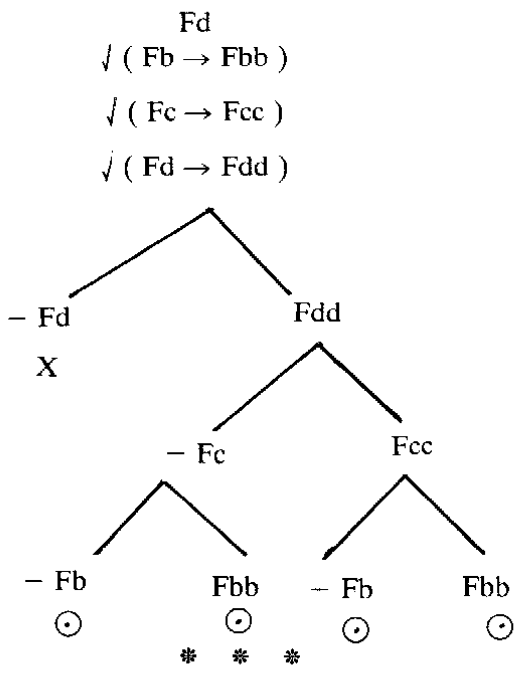 Fd
√ ( Fb → Fbb )
√ ( Fc → Fcc )
√ ( Fd → Fdd )
– Fd Fdd
X
– Fc Fcc
– Fb Fbb – Fb Fbb
⊙ ⊙ ⊙ ⊙
* * *